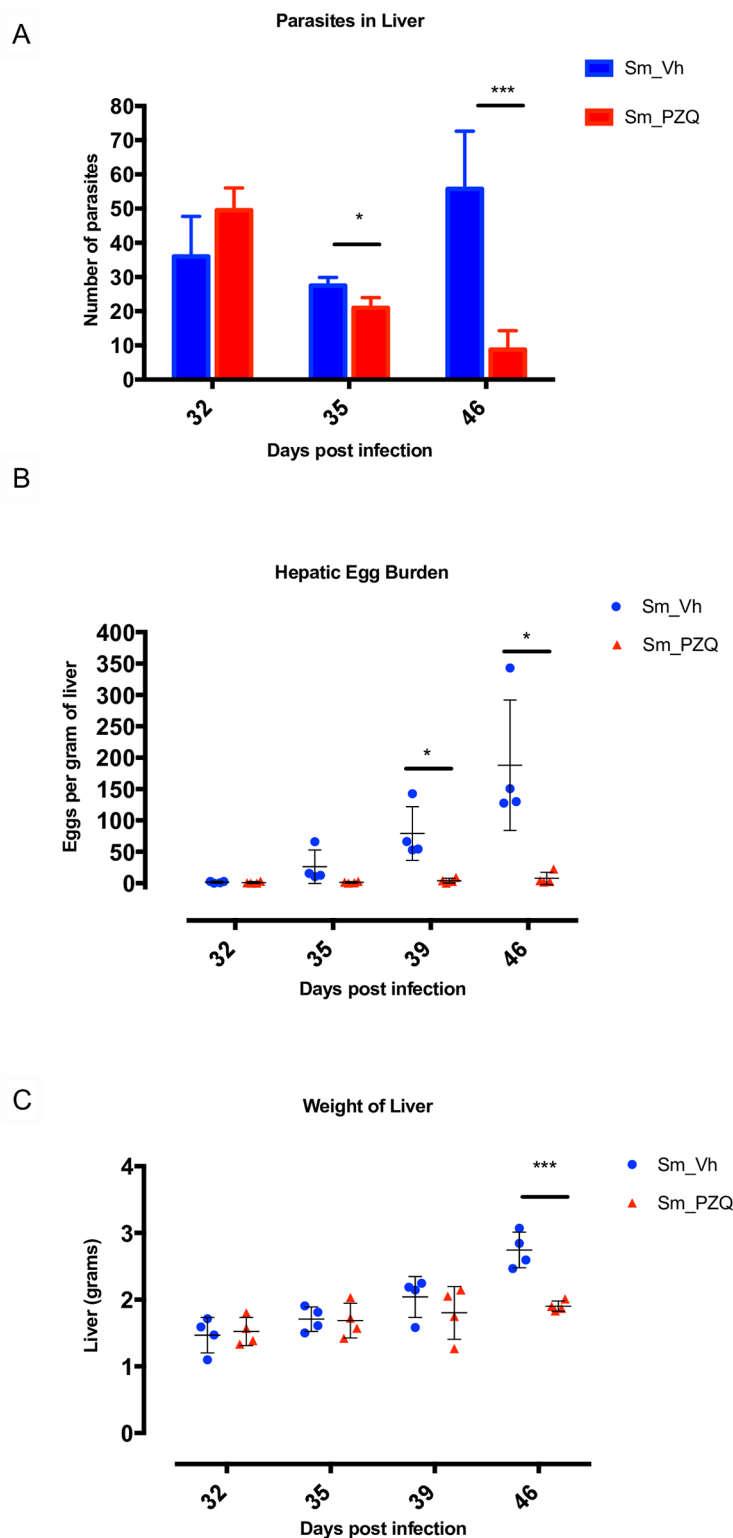 A
Parasites in Liver
Sm_Vh
Sm_PZQ
***
*
80
70
60
50
40
30
20
10
0
Number of parasites
32
35
46
Days post infection
B
Hepatic Egg Burden
Sm_Vh
Sm_PZQ
*
*
400
350
300
250
200
150
100
50
0
Eggs per gram of liver
32
35
39
46
Days post infection
C
Weight of Liver
Sm_Vh
Sm_PZQ
***
4
3
2
1
0
Liver (grams)
32
35
39
46
Days post infection